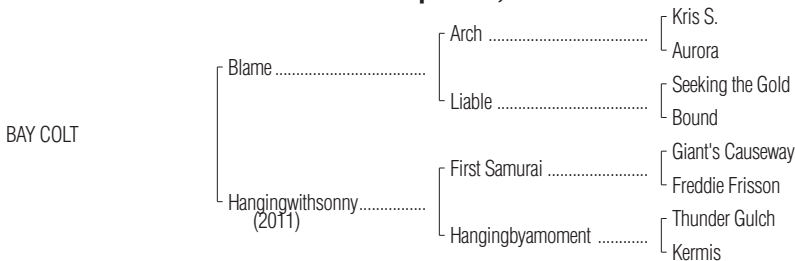 Kris S.
Arch ......................................
Aurora
Blame ....................................
Seeking the Gold
Liable ....................................
Bound
BAY COLT
Giant's Causeway
First Samurai ........................
Freddie Frisson
Hangingwithsonny................
(2011)
Thunder Gulch
Hangingbyamoment ............
Kermis